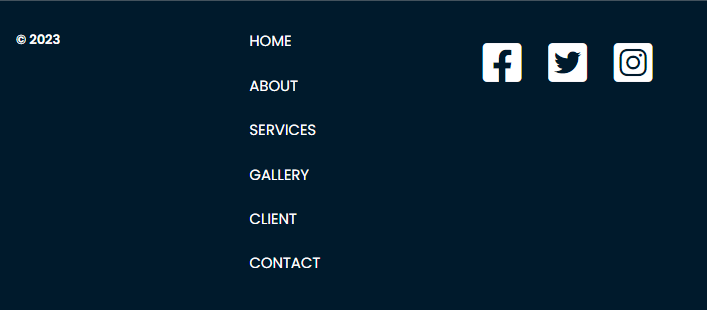 © 2023
HOME
ABOUT
SERVICES
GALLERY
CLIENT
CONTACT